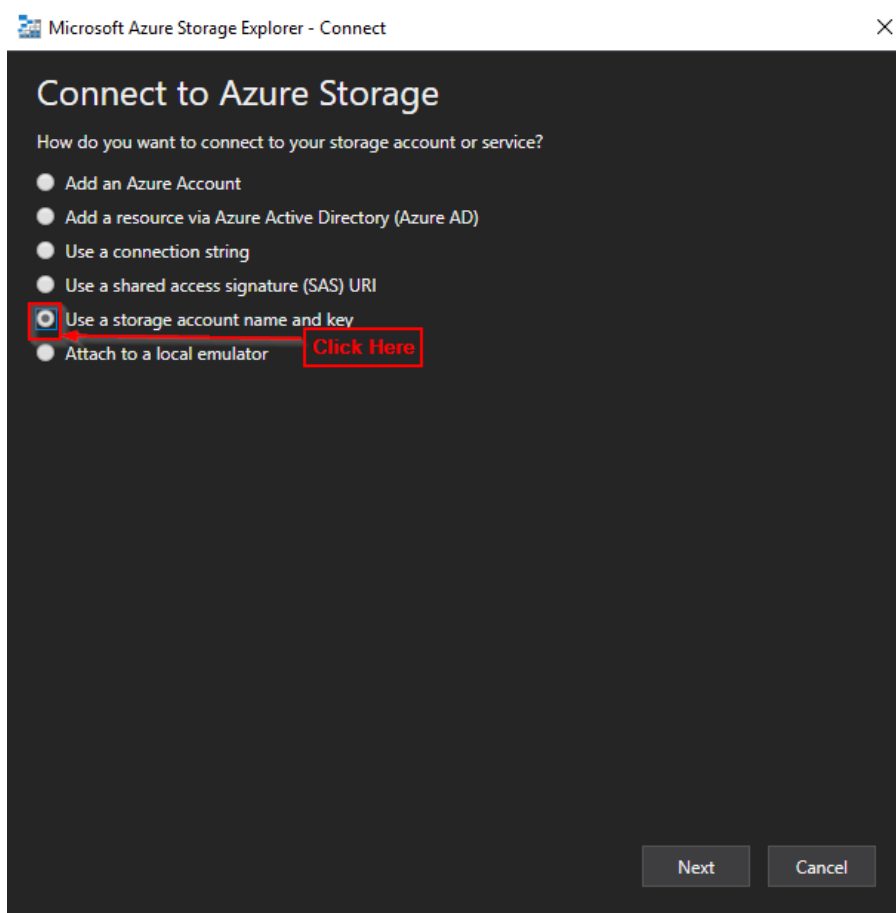 Microsoft Azure Storage Explorer - Connect
Connect to Azure Storage
How do you want to connect to your storage account or service?
Add an Azure Account
Add a resource via Azure Active Directory (Azure AD)
Use a connection string
Use a shared access signature (SAS) URI
Use a storage account name and key
Click Here
Attach to a local emulator
Next
Cancel